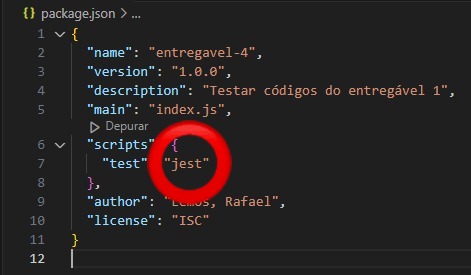 {} package.json > ...
1 {
2 "name": "entregavel-4",
3 "version": "1.0.0",
4 "description": "Testar códigos do entregável 1",
5 "main": "index.js",
Depurar
6 "scripts" {
7 "test" "jest"
8 },
9 "author": Rafael",
10 "license": "ISC"
11 }
12